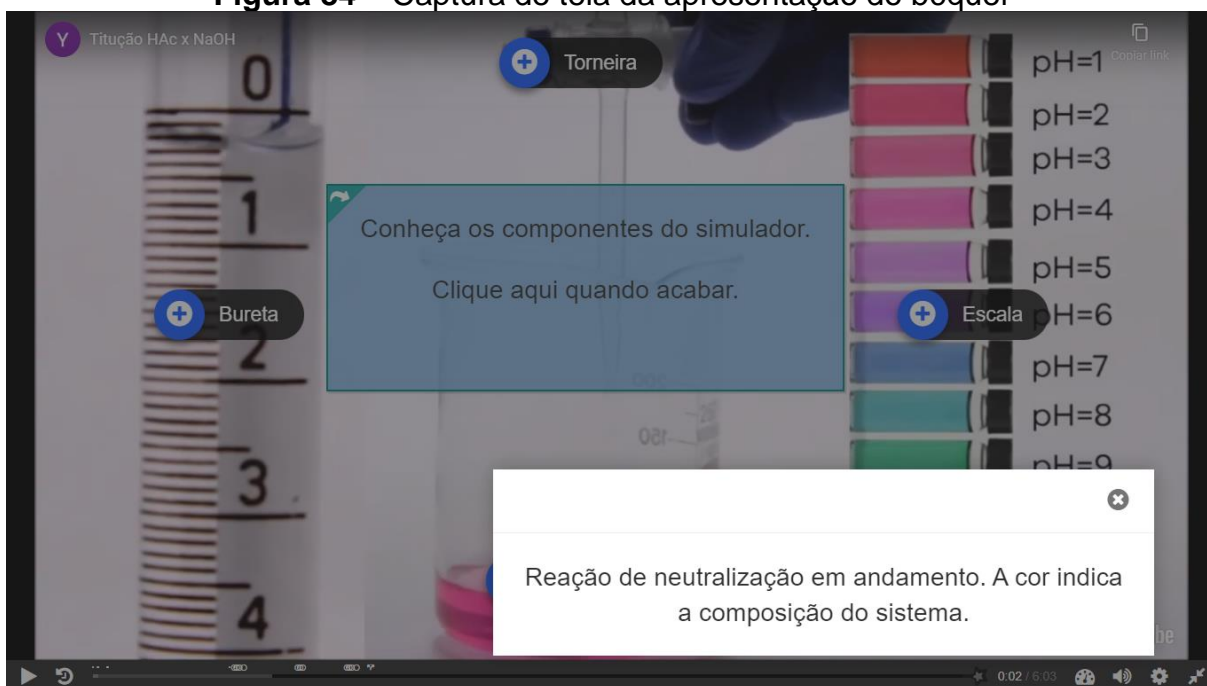 Figura 34 – Captura de tela da apresentação do béquer
Y Titução HAc x NaOH
Copiar link
Torneira
0
1
2
3
4
Bureta
Conheça os componentes do simulador.
Clique aqui quando acabar.
150
Escala
pH=1
pH=2
pH=3
pH=4
pH=5
pH=6
pH=7
pH=8
pH=9
Reação de neutralização em andamento. A cor indica
a composição do sistema.
be
0:02 / 6:03